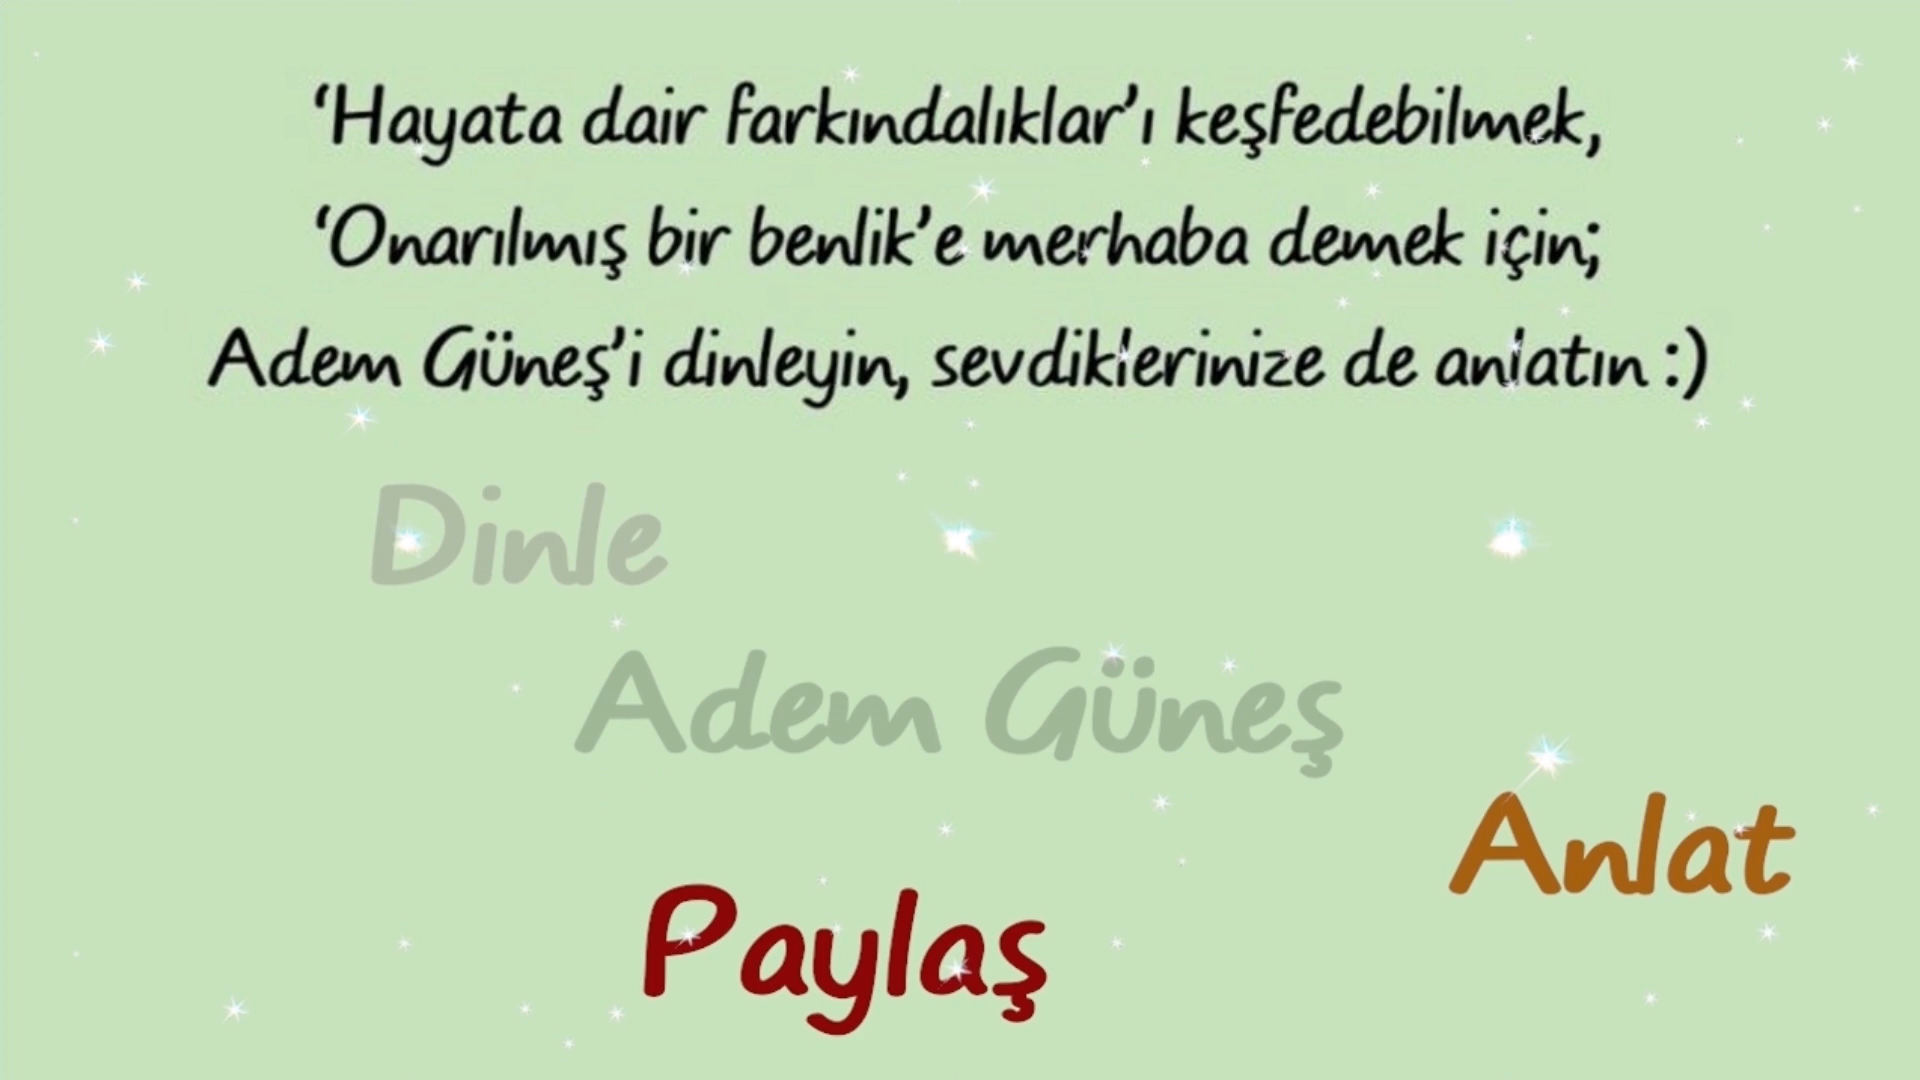 ‘Hayata dair farkındalıklar’ı keşfedebilmek,
‘Onarılmış bir benlik’e merhaba demek için;
Adem Güneş’i dinleyin, sevdiklerinize de anlatın :)
Dinle
Adem Güneş
Anlat
Paylaş